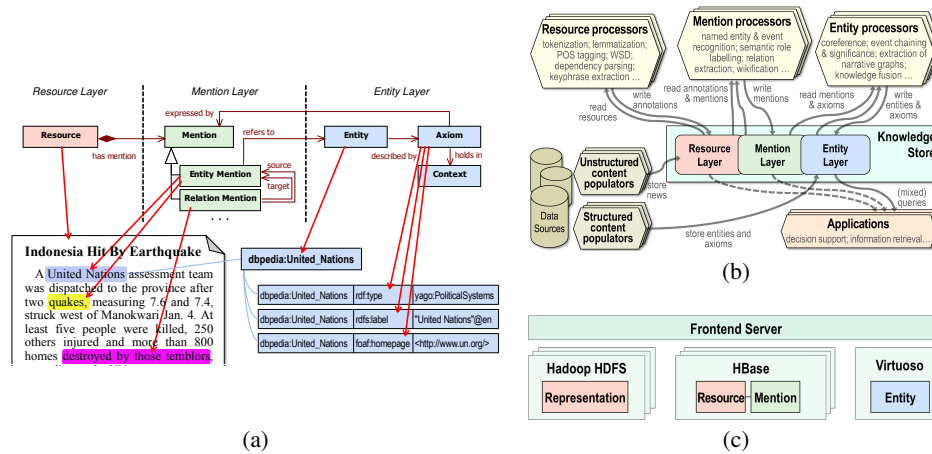 Resource Layer
Mention Layer
Entity Layer
expressed by
Resource
Mention
refers to
Entity
Axiom
has mention
described by
holds in
Entity Mention
source
Context
target
Relation Mention
. . .
Indonesia Hit By Earthquake
A United Nations assessment team
was dispatched to the province after
two quakes, measuring 7.6 and 7.4,
struck west of Manokwari Jan. 4. At
least five people were killed, 250
others injured and more than 800
homes destroyed by those temblors,
dbpedia:United_Nations
dbpedia:United_Nations rdf:type yago:PoliticalSystems
dbpedia:United_Nations rdfs:label "United Nations"@en
dbpedia:United_Nations foaf:homepage <http://www.un.org/>
(a)
Resource processors
tokenization; lemmatization;
POS tagging; WSD;
dependency parsing;
keyphrase extraction ...
Mention processors
named entity & event
recognition; semantic role
labelling; relation
extraction; wikification ...
Entity processors
coreference; event chaining
& significance; extraction of
narrative graphs;
knowledge fusion ...
read
resources
write
annotations
read annotations
& mentions
write
mentions
read mentions
& axioms
write
entities
& axioms
Resource
Layer
Mention
Layer
Entity
Layer
Knowledge
Store
Unstructured
content
populators
store
news
Data
Sources
Structured
content
populators
store entities and
axioms
(mixed)
queries
Applications
decision support; information retrieval...
(b)
Frontend Server
Hadoop HDFS
Representation
HBase
Resource
Mention
Virtuoso
Entity
(c)